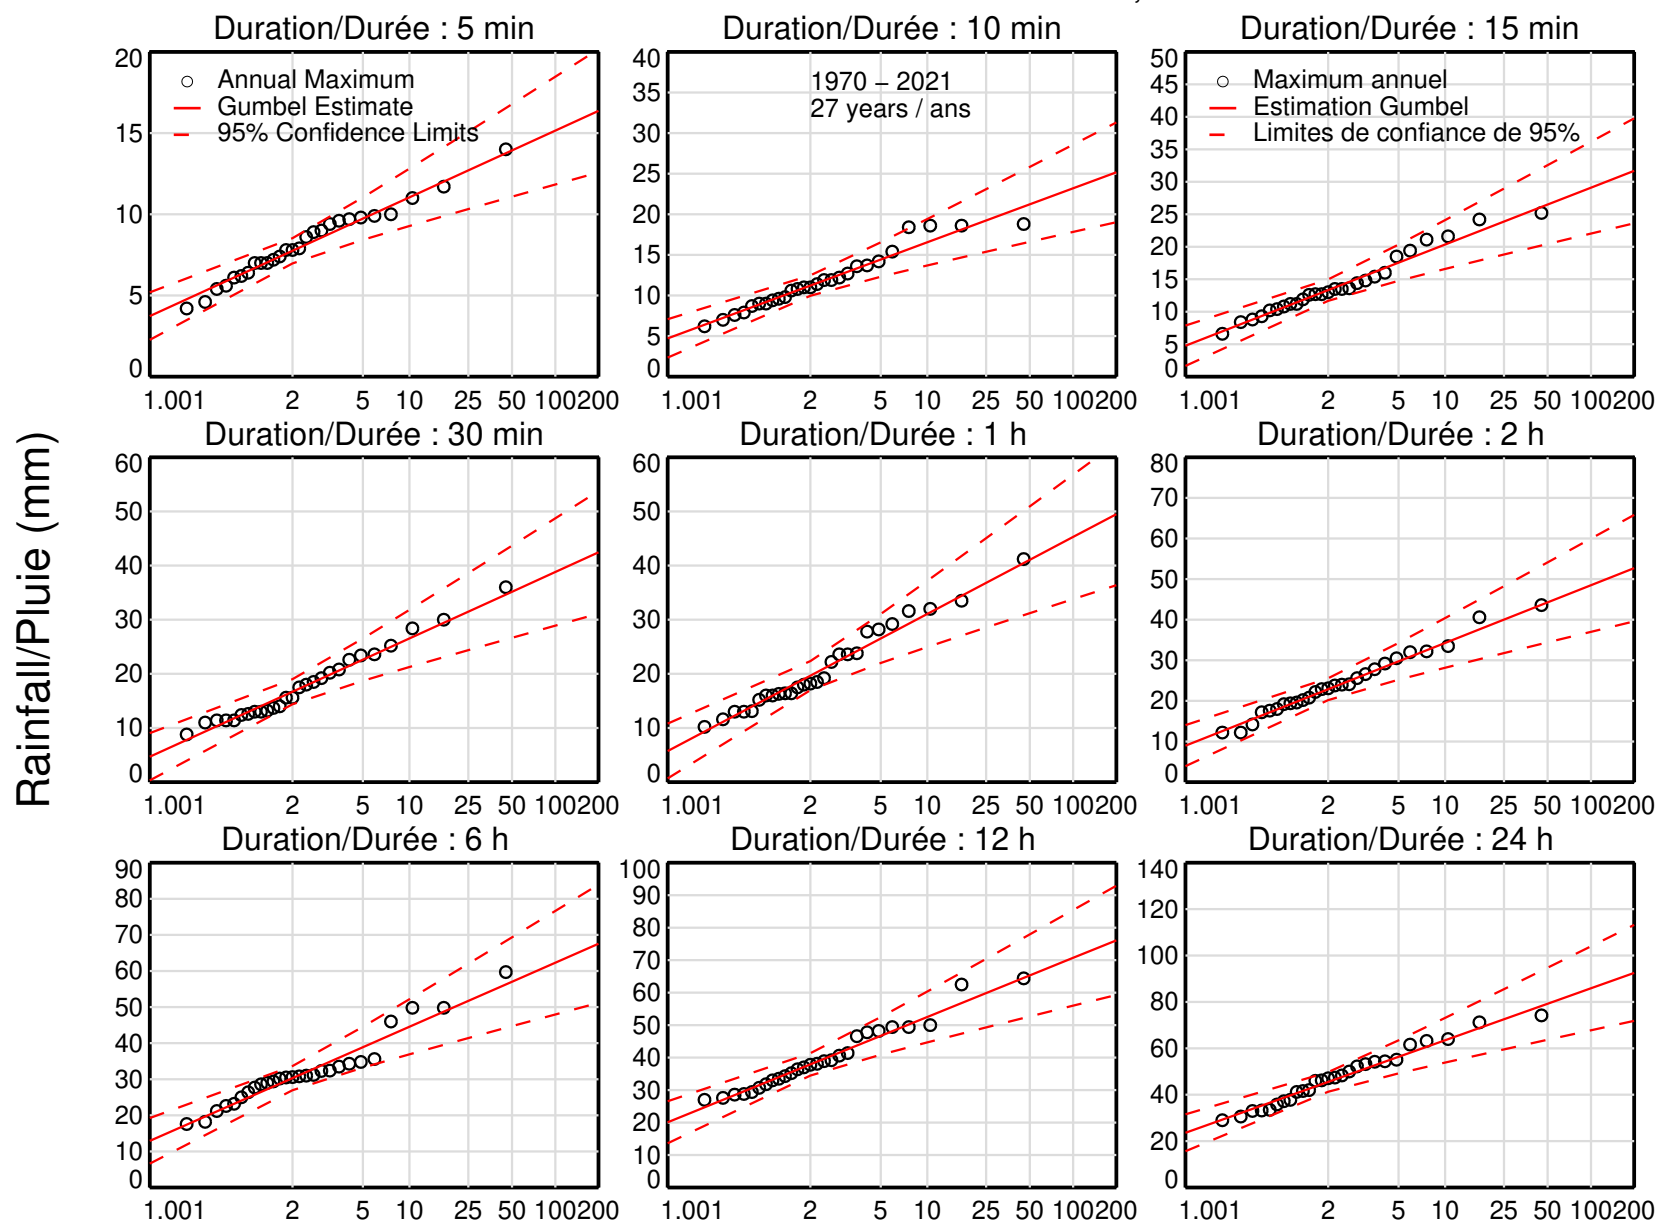 Duration/Durée : 5 min
20
15
10
5
0
Annual Maximum
Gumbel Estimate
95% Confidence Limits
1.001 2 5 10 25 50 100200
Duration/Durée : 10 min
40
35
30
25
20
15
10
5
0
1970 – 2021
27 years / ans
1.001 2 5 10 25 50 100200
Duration/Durée : 15 min
50
45
40
35
30
25
20
15
10
5
0
Maximum annuel
Estimation Gumbel
Limites de confiance de 95%
1.001 2 5 10 25 50 100200
Rainfall/Pluie (mm)
Duration/Durée : 30 min
60
50
40
30
20
10
0
1.001 2 5 10 25 50 100200
Duration/Durée : 1 h
60
50
40
30
20
10
0
1.001 2 5 10 25 50 100200
Duration/Durée : 2 h
80
70
60
50
40
30
20
10
0
1.001 2 5 10 25 50 100200
Duration/Durée : 6 h
90
80
70
60
50
40
30
20
10
0
1.001 2 5 10 25 50 100200
Duration/Durée : 12 h
100
90
80
70
60
50
40
30
20
10
0
1.001 2 5 10 25 50 100200
Duration/Durée : 24 h
140
120
100
80
60
40
20
0
1.001 2 5 10 25 50 100200